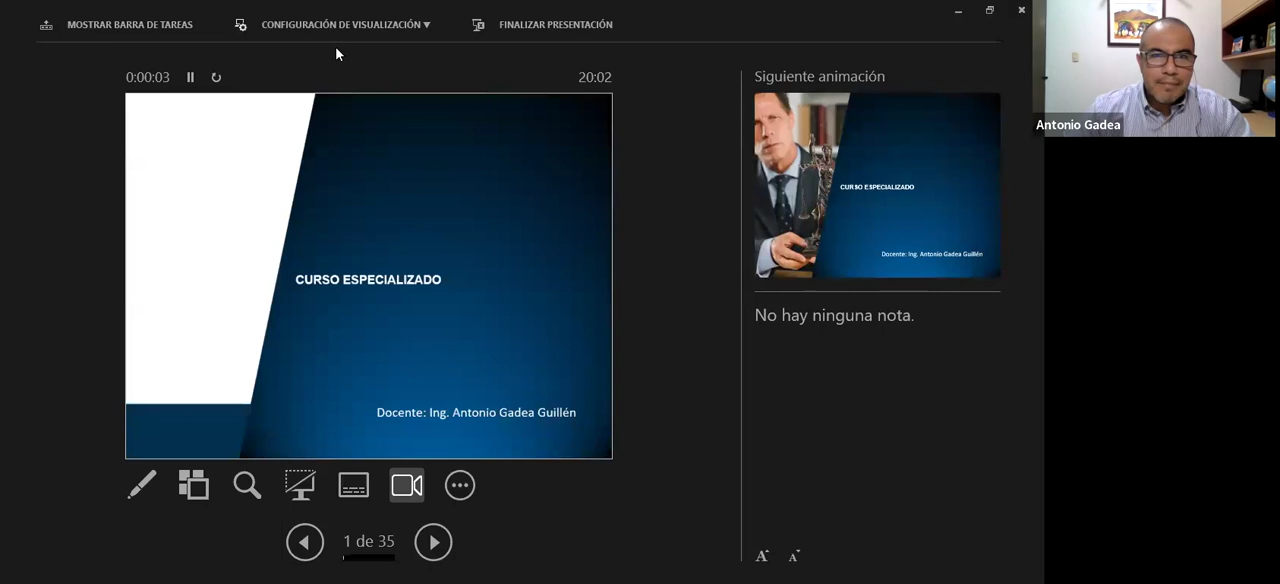 MOSTRAR BARRA DE TAREAS
CONFIGURACIÓN DE VISUALIZACIÓN ▼
FINALIZAR PRESENTACIÓN
0:00:03
20:02
CURSO ESPECIALIZADO
Docente: Ing. Antonio Gadea Guillén
1 de 35
Siguiente animación
CURSO ESPECIALIZADO
Docente: Ing. Antonio Gadea Guillén
No hay ninguna nota.
A A
Antonio Gadea